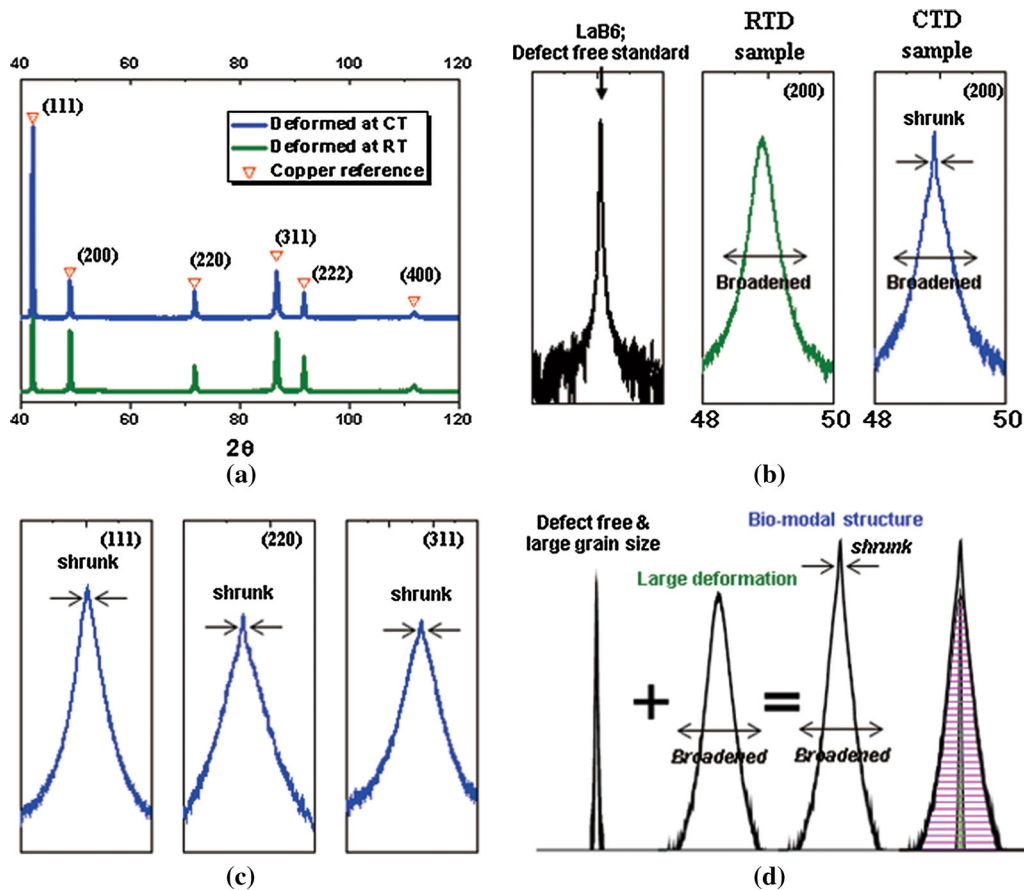 40 60 80 100 120
(111)
Deformed at CT
Deformed at RT
Copper reference
(200)
(220)
(311)
(222)
(400)
40 60 80 100 120
2θ
(a)
LaB6;
Defect free standard
RTD
sample
CTD
sample
(200)
(200)
shrunk
Broadened
Broadened
48 50
48 50
(b)
(111)
shrunk
(220)
shrunk
(311)
shrunk
(c)
Defect free &
large grain size
Bio-modal structure
shrunk
Large deformation
+
=
Broadened
Broadened
(d)